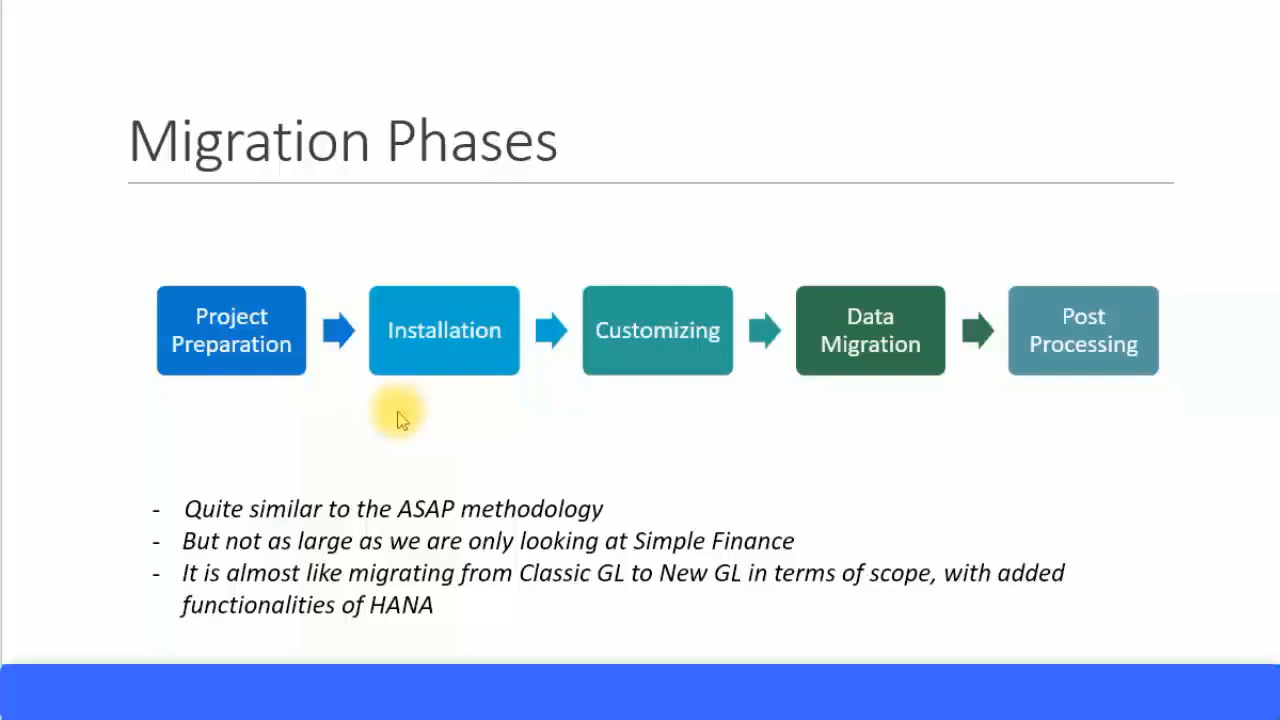 Migration Phases
Project
Preparation
Installation
Customizing
Data
Migration
Post
Processing
- Quite similar to the ASAP methodology
- But not as large as we are only looking at Simple Finance
- It is almost like migrating from Classic GL to New GL in terms of scope, with added
functionalities of HANA